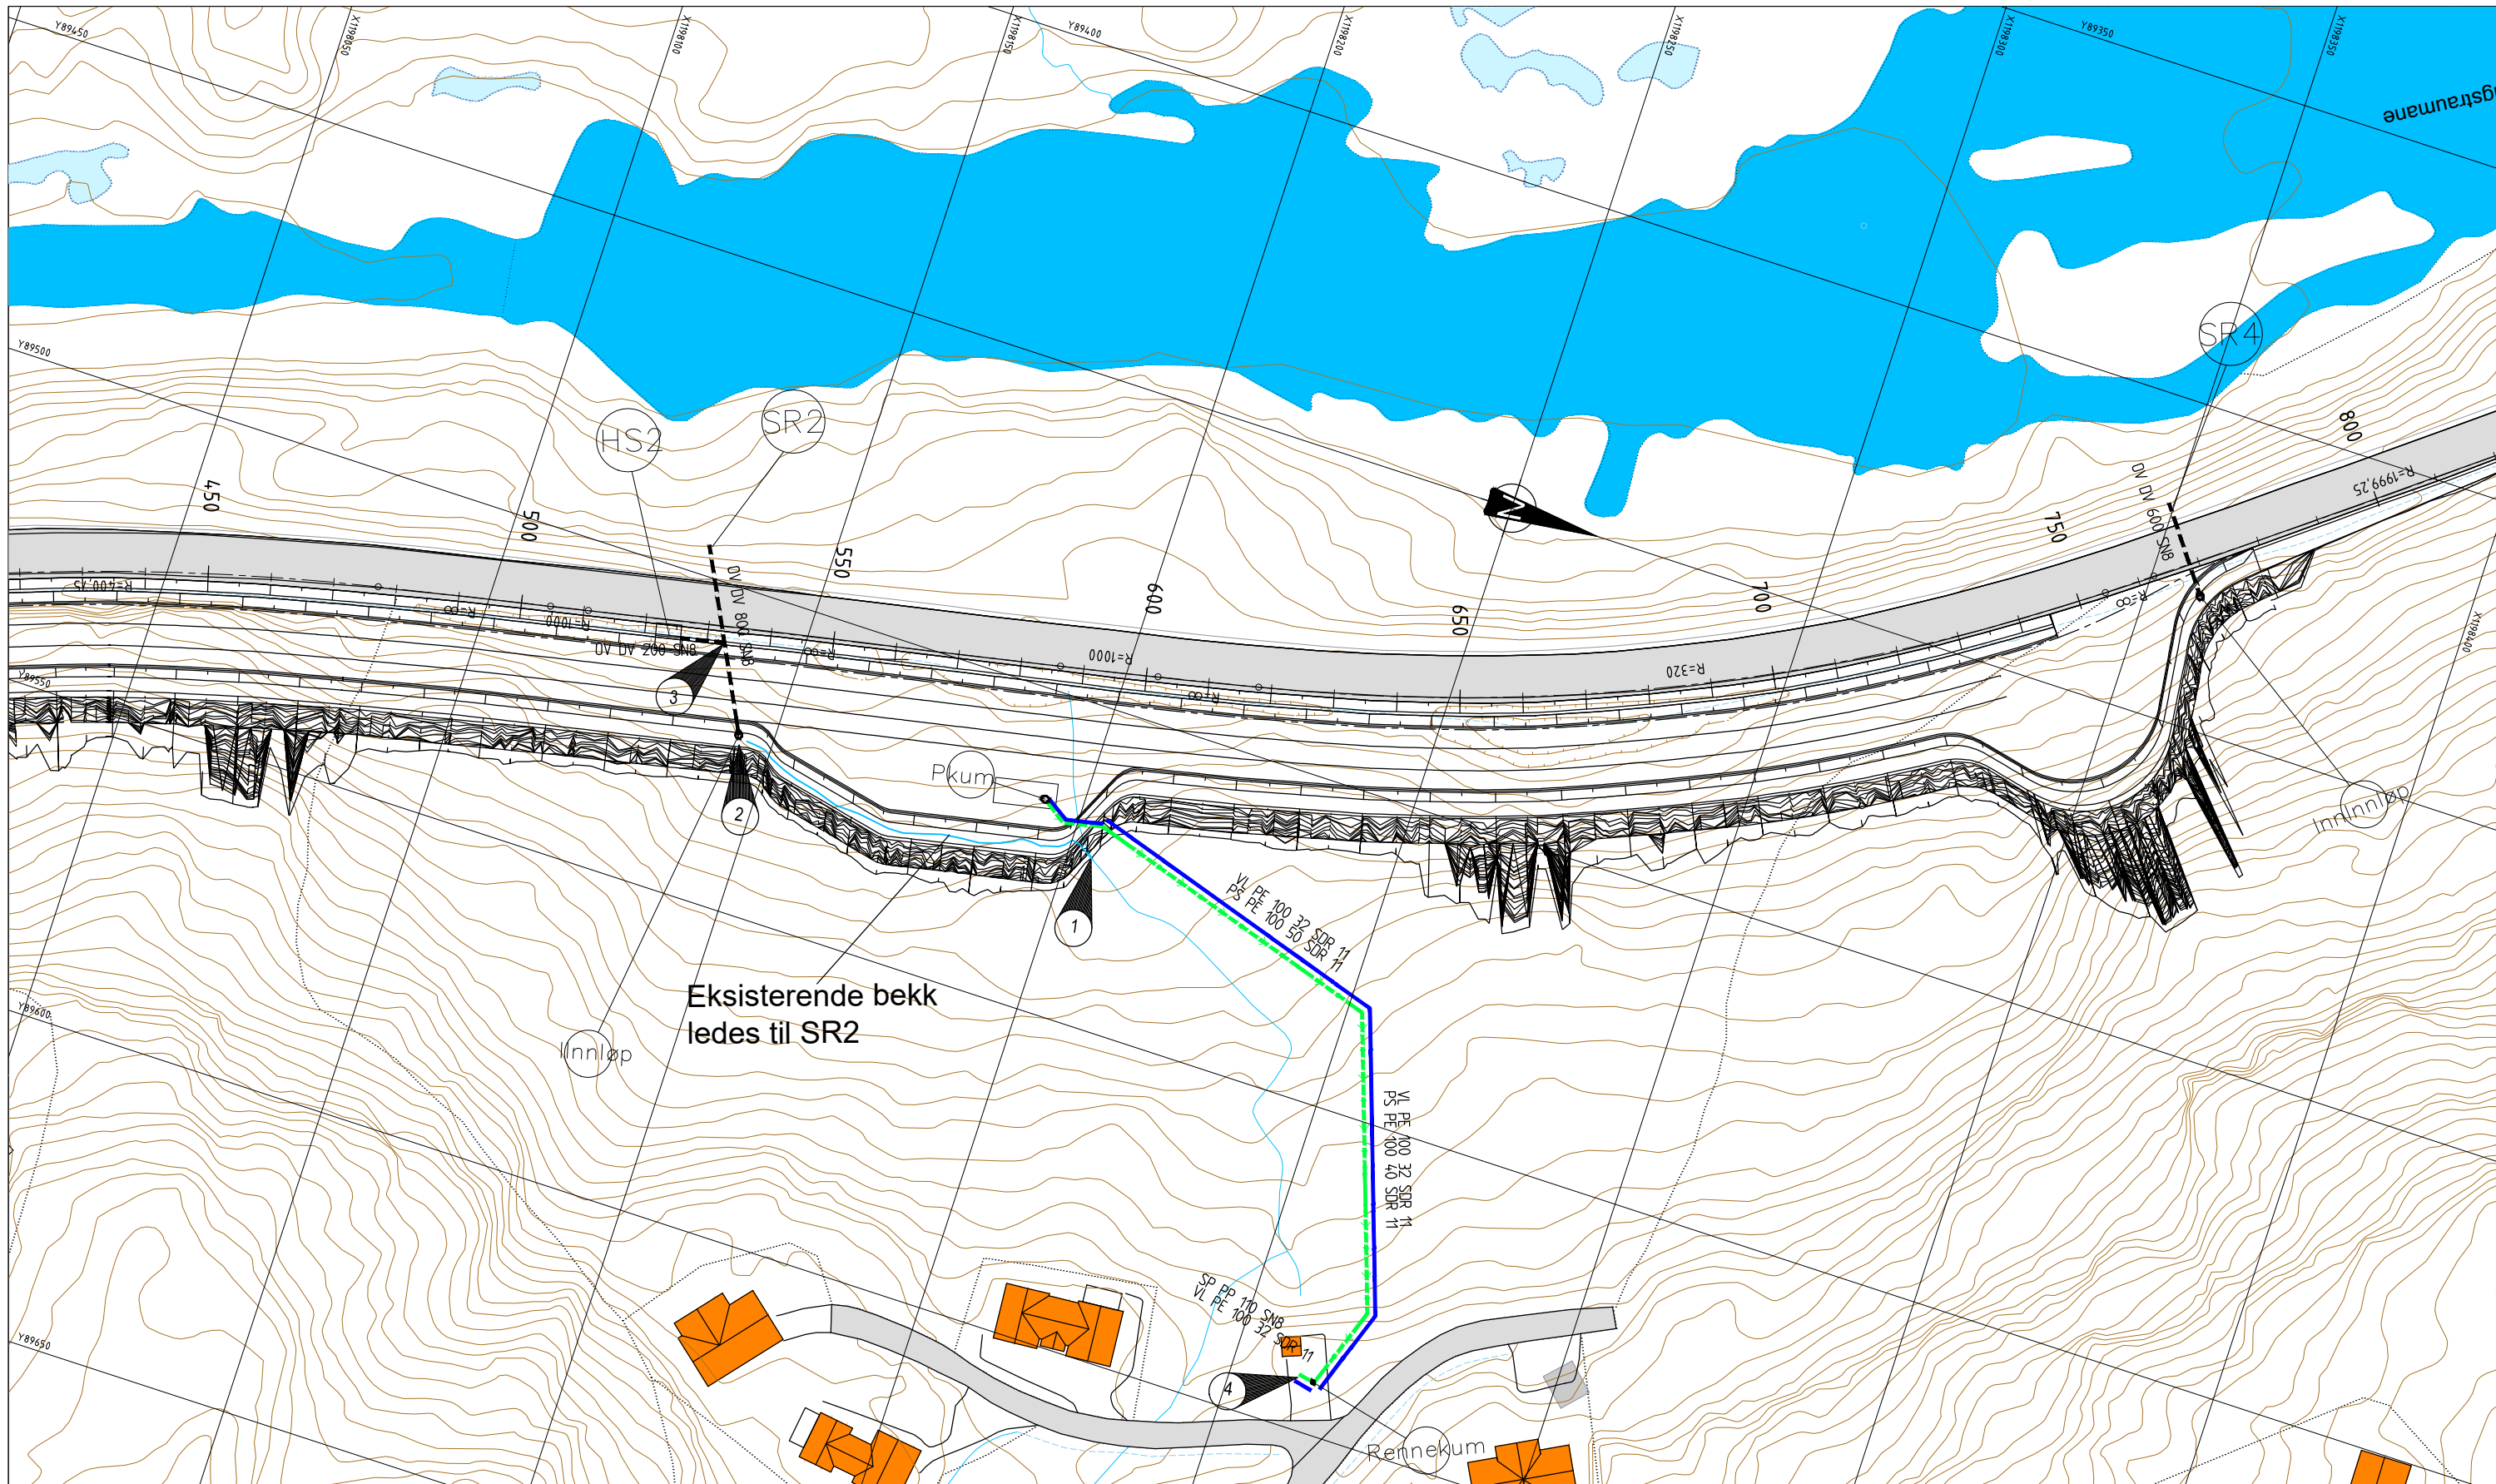 Y89450
X1198050
X1198100
X1198150
Y89400
X1198200
X1198250
X1198300
Y89350
X1198350
Y89500
SR4
SR2
HS2
450
500
550
600
650
700
750
800
N
OV DV 600 SN8
R=1999,25
R=400,15
R=∞
R=1000
OV DV 800 SN8
OV DV 200 SN8
R=∞
R=1000
R=∞
R=320
R=∞
Y89550
3
Pkum
2
1
Innløp
X1198400
VL PE 100 32 SDR 11
PS PE 100 50 SDR 11
Eksisterende bekk
ledes til SR2
Innløp
Y89600
VL PE 100 32 SDR 11
PS PE 100 40 SDR 11
SP PP 110 SN8
VL PE 100 32 SDR 11
4
Rennekum
Y89650